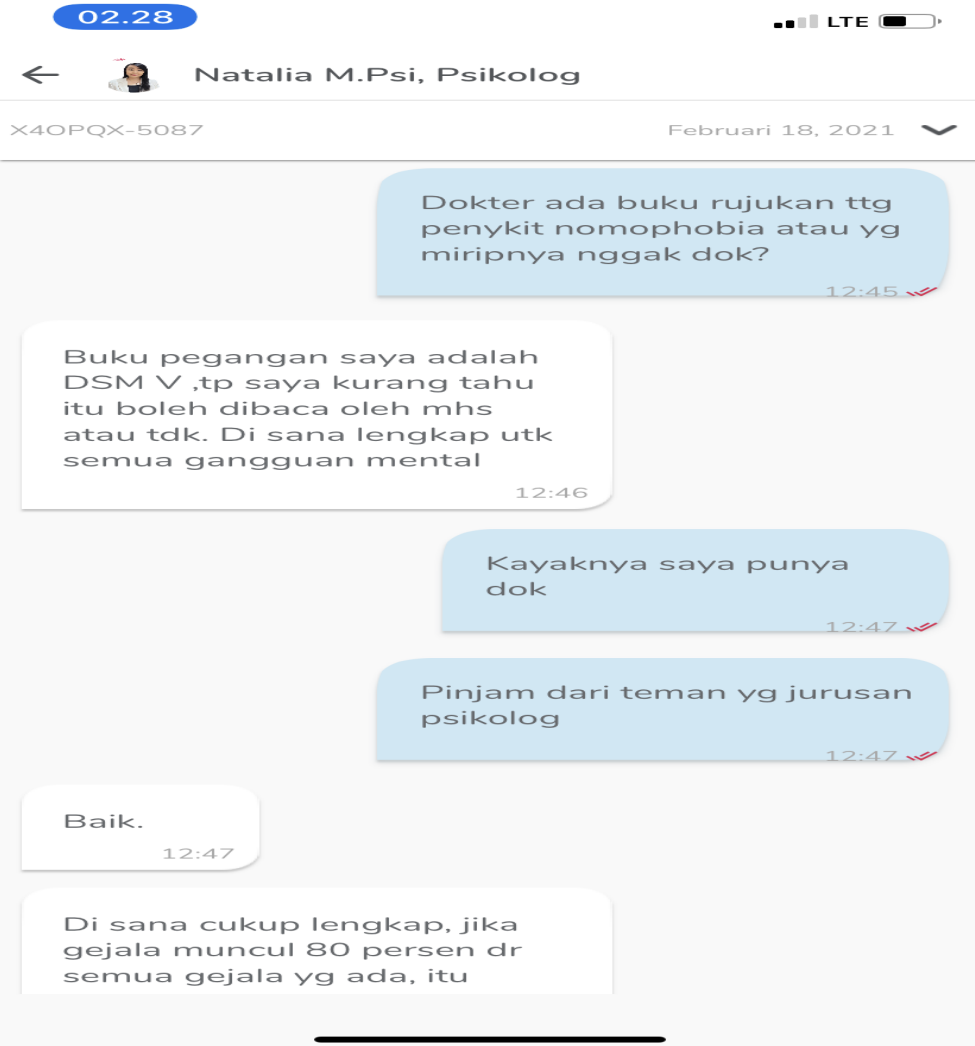 02.28
LTE
Natalia M.Psi, Psikolog
X4OPQX-5087
Februari 18, 2021
Dokter ada buku rujukan ttg
penykit nomophobia atau yg
miripnya nggak dok?
12:45
Buku pegangan saya adalah
DSM V ,tp saya kurang tahu
itu boleh dibaca oleh mhs
atau tdk. Di sana lengkap utk
semua gangguan mental
12:46
Kayaknya saya punya
dok
12:47
Pinjam dari teman yg jurusan
psikolog
12:47
Baik.
12:47
Di sana cukup lengkap, jika
gejala muncul 80 persen dr
semua gejala yg ada, itu